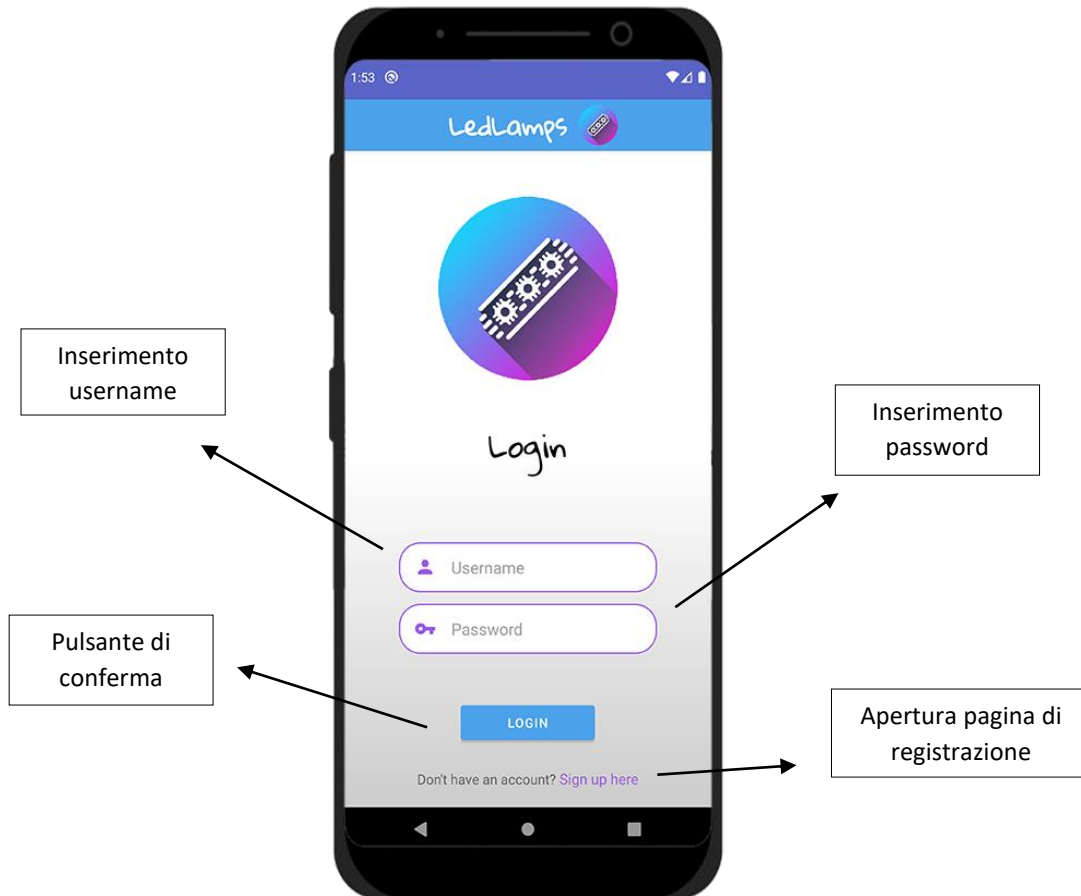 1:53
LedLamps
Inserimento
username
Login
Inserimento
password
Username
Password
Pulsante di
conferma
LOGIN
Apertura pagina di
registrazione
Don't have an account? Sign up here